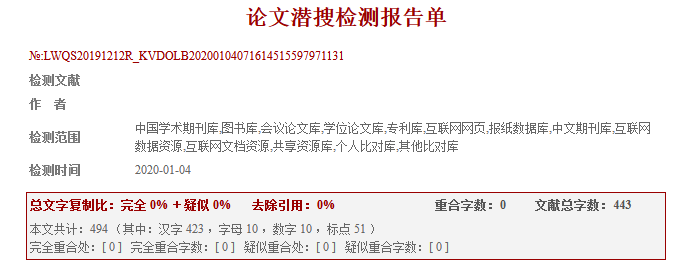 论文潜搜检测报告单
№:LWQS20191212R_KVDOLB20200104071614515597971131
检测文献
作 者
检测范围 中国学术期刊库,图书库,会议论文库,学位论文库,专利库,互联网网页,报纸数据库,中文期刊库,互联网
数据资源,互联网文档资源,共享资源库,个人比对库,其他比对库
检测时间 2020-01-04
总文字复制比：完全 0% ＋疑似 0% 去除引用：0% 重合字数：0 文献总字数：443
本文共计：494（其中：汉字 423，字母 10，数字 10，标点 51）
完全重合处：[ 0 ] 完全重合字数：[ 0 ] 疑似重合处：[ 0 ] 疑似重合字数：[ 0 ]